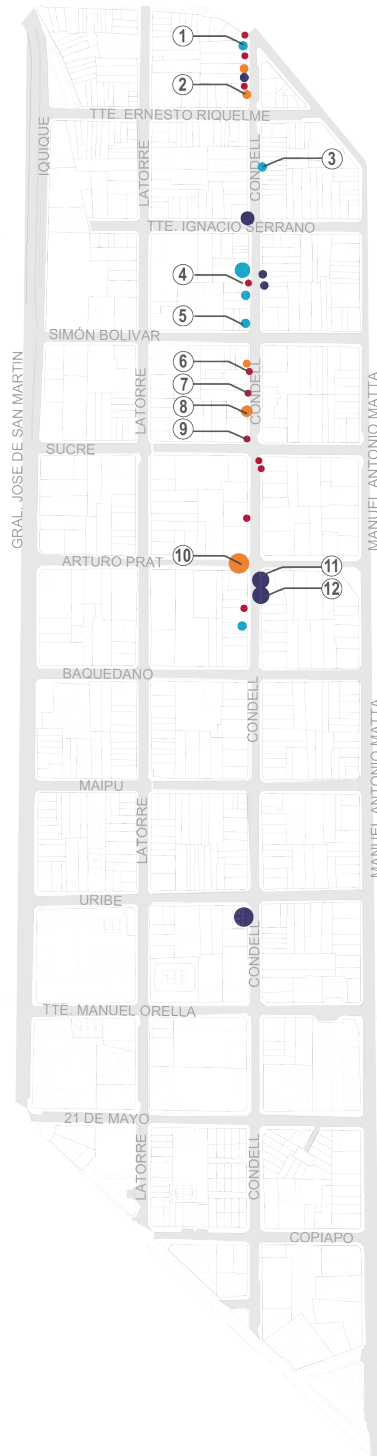 1
2
TTE. ERNESTO RIQUELME
IQUIQUE
LATORRE
CONDELL
3
TTE. IGNACIO SERRANO
4
5
SIMÓN BOLIVAR
GRAL. JOSE DE SAN MARTIN
LATORRE
CONDELL
MANUEL ANTONIO MATTA
6
7
8
9
SUCRE
10
ARTURO PRAT
11
12
BAQUEDANO
CONDELL
MANUEL ANTONIO MATTA
MAIPU
LATORRE
URIBE
CONDELL
TTE. MANUEL ORELLA
21 DE MAYO
LATORRE
CONDELL
COPIAPO